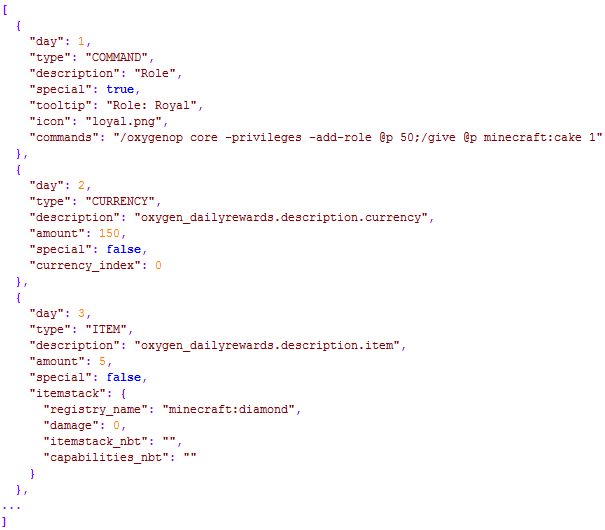 [
  {
    "day": 1,
    "type": "COMMAND",
    "description": "Role",
    "special": true,
    "tooltip": "Role: Royal",
    "icon": "loyal.png",
    "commands": "/oxygenop core -privileges -add-role @p 50;/give @p minecraft:cake 1"
  },
  {
    "day": 2,
    "type": "CURRENCY",
    "description": "oxygen_dailyrewards.description.currency",
    "amount": 150,
    "special": false,
    "currency_index": 0
  },
  {
    "day": 3,
    "type": "ITEM",
    "description": "oxygen_dailyrewards.description.item",
    "amount": 5,
    "special": false,
    "itemstack": {
      "registry_name": "minecraft:diamond",
      "damage": 0,
      "itemstack_nbt": "",
      "capabilities_nbt": ""
    }
  },
...
]